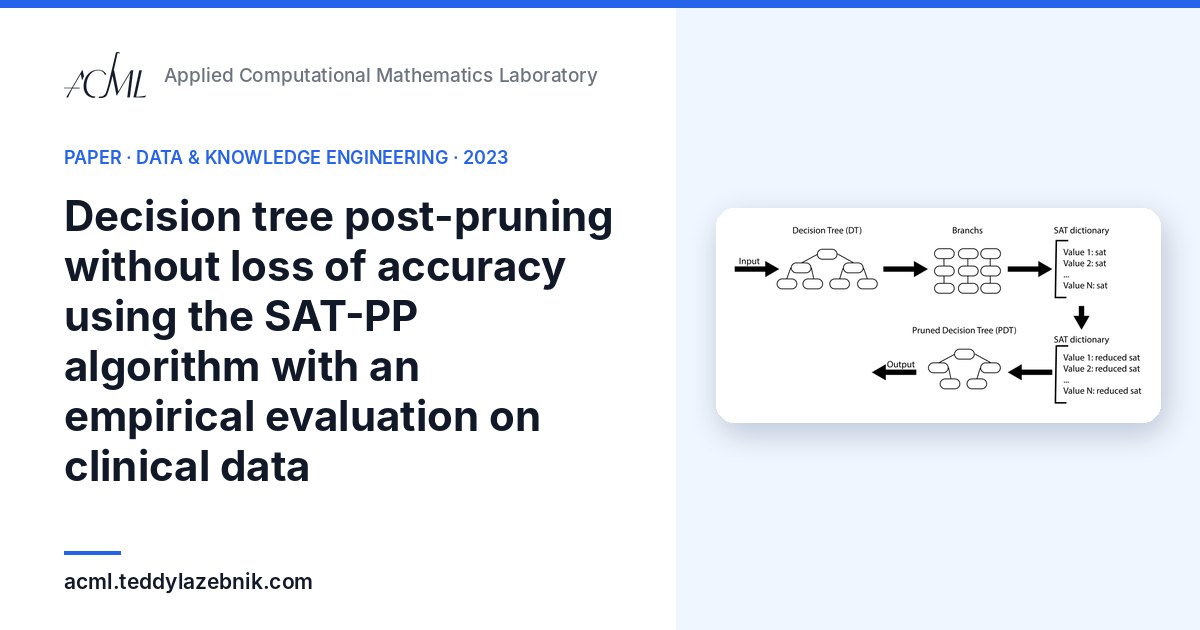 ACML
Applied Computational Mathematics Laboratory
PAPER · DATA & KNOWLEDGE ENGINEERING · 2023
Decision tree post-pruning
without loss of accuracy
using the SAT-PP
algorithm with an
empirical evaluation on
clinical data
acml.teddylazebnik.com
Decision Tree (DT)
Branchs
SAT dictionary
Input
Value 1: sat
Value 2: sat
...
Value N: sat
Pruned Decision Tree (PDT)
SAT dictionary
Output
Value 1: reduced sat
Value 2: reduced sat
...
Value N: reduced sat